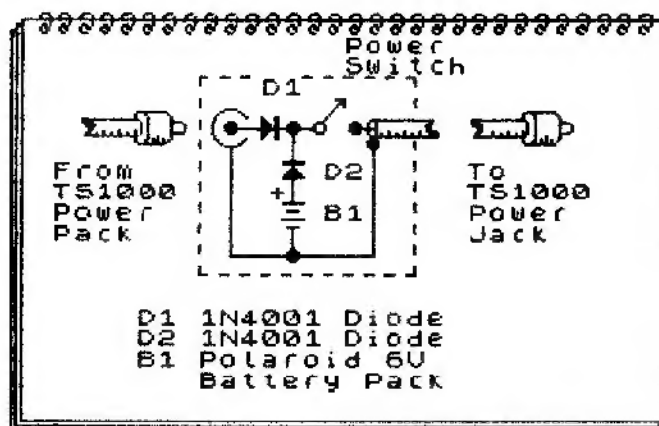 Power
Switch
D1
From
TS1000
Power
Pack
D2
+
B1
To
TS1000
Power
Jack
D1 1N4001 Diode
D2 1N4001 Diode
B1 Polaroid 6V
Battery Pack